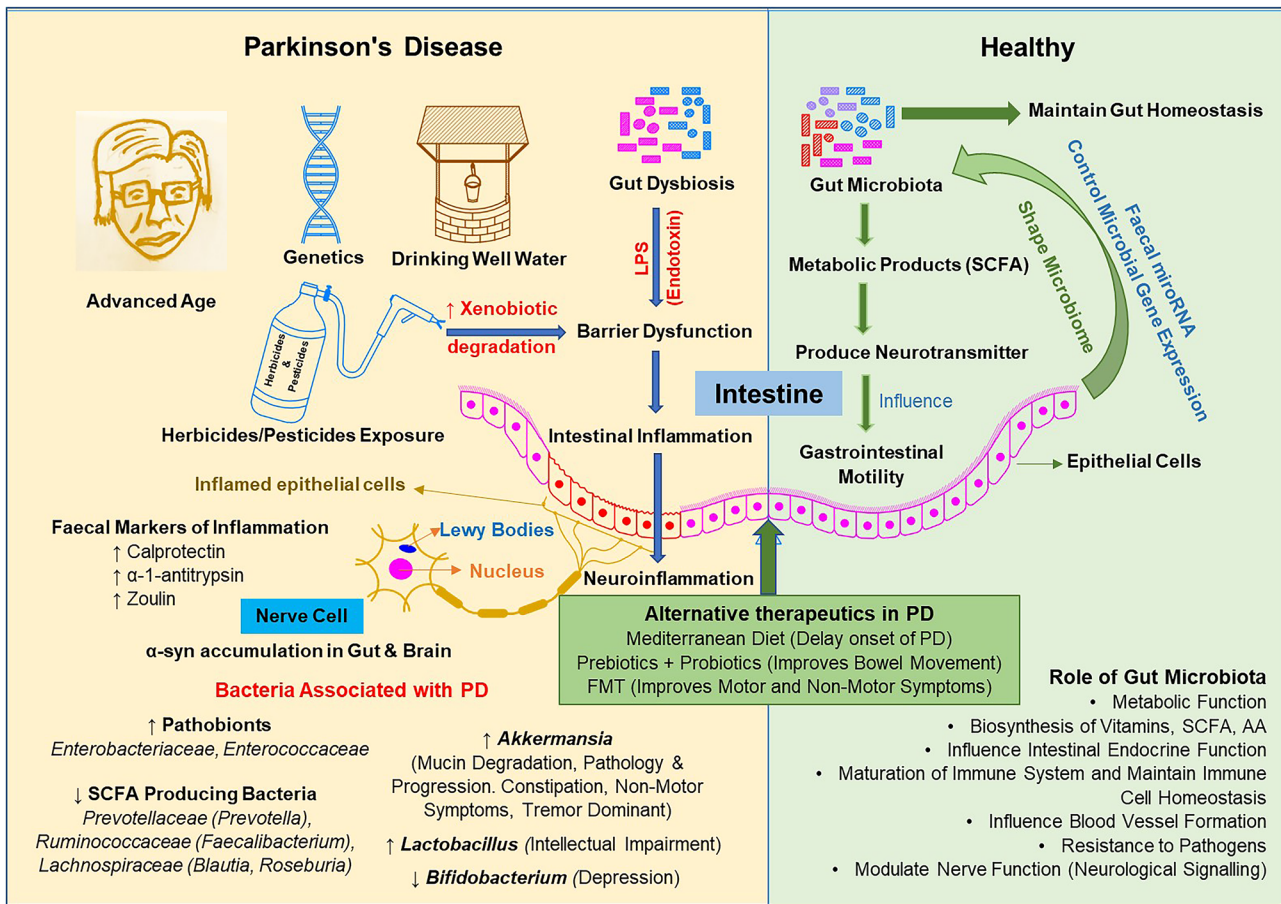 Parkinson's Disease
Advanced Age
Genetics
Drinking Well Water
Gut Dysbiosis
LPS
(Endotoxin)
Herbicides
&
Pesticides
Herbicides/Pesticides Exposure
↑ Xenobiotic
degradation
Barrier Dysfunction
Intestinal Inflammation
Inflamed epithelial cells
Faecal Markers of Inflammation
↑ Calprotectin
↑ α-1-antitrypsin
↑ Zoulin
Lewy Bodies
Nucleus
Neuroinflammation
Nerve Cell
α-syn accumulation in Gut & Brain
Bacteria Associated with PD
↑ Pathobionts
Enterobacteriaceae, Enterococcaceae
↓ SCFA Producing Bacteria
Prevotellaceae (Prevotella),
Ruminococcaceae (Faecalibacterium),
Lachnospiraceae (Blautia, Roseburia)
↑ Akkermansia
(Mucin Degradation, Pathology &
Progression. Constipation, Non-Motor
Symptoms, Tremor Dominant)
↑ Lactobacillus (Intellectual Impairment)
↓ Bifidobacterium (Depression)
Intestine
Alternative therapeutics in PD
Mediterranean Diet (Delay onset of PD)
Prebiotics + Probiotics (Improves Bowel Movement)
FMT (Improves Motor and Non-Motor Symptoms)
Healthy
Gut Microbiota
Maintain Gut Homeostasis
Metabolic Products (SCFA)
Produce Neurotransmitter
Influence
Gastrointestinal
Motility
Shape Microbiome
Faecal miroRNA
Control Microbial Gene Expression
Epithelial Cells
Role of Gut Microbiota
• Metabolic Function
• Biosynthesis of Vitamins, SCFA, AA
• Influence Intestinal Endocrine Function
• Maturation of Immune System and Maintain Immune
Cell Homeostasis
• Influence Blood Vessel Formation
• Resistance to Pathogens
• Modulate Nerve Function (Neurological Signalling)